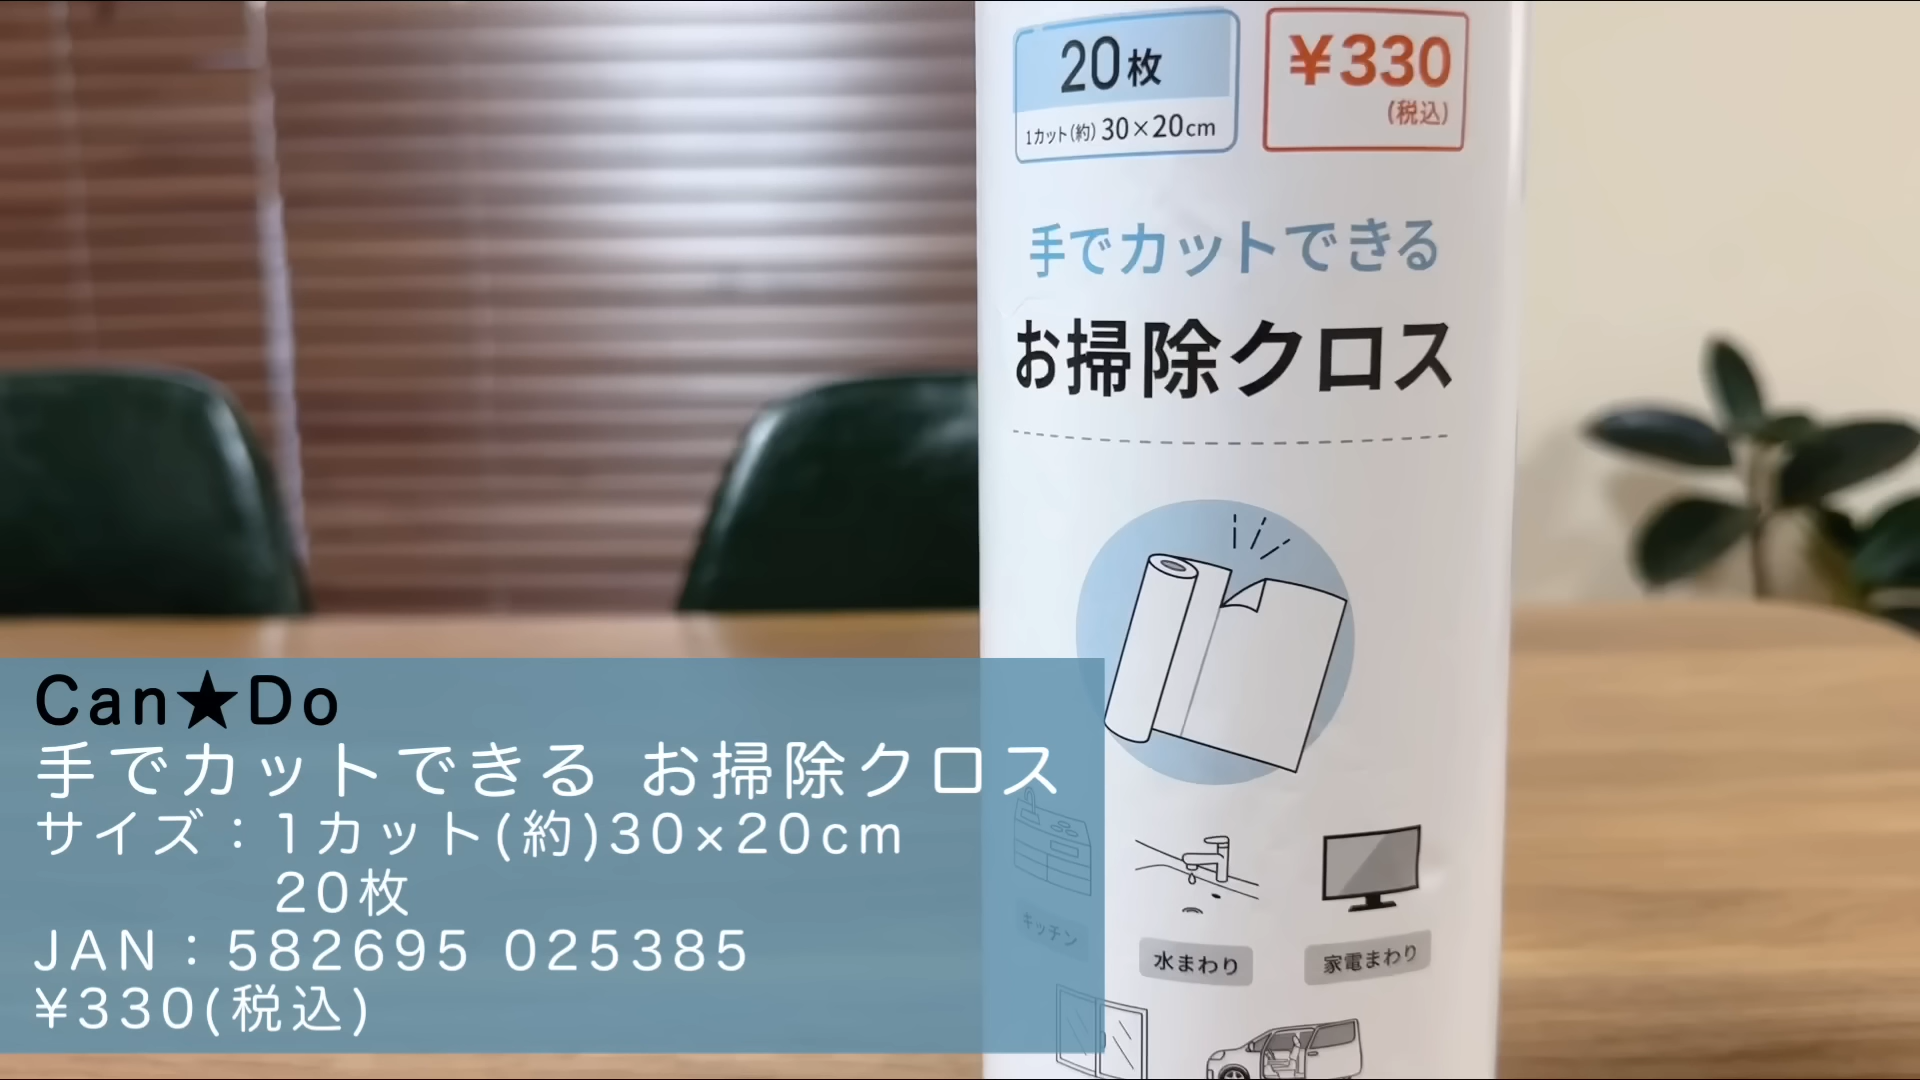 20枚
1カット(約)30×20cm
¥330
(税込)
手でカットできる
お掃除クロス
キッチン
水まわり
家電まわり
Can★Do
手でカットできる お掃除クロス
サイズ：1カット(約)30×20cm
20枚
JAN：582695 025385
¥330(税込)